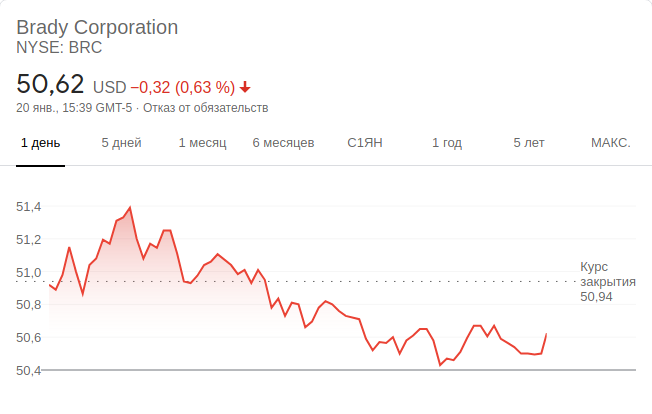 Brady Corporation
NYSE: BRC
50,62 USD −0,32 (0,63 %)
20 янв., 15:39 GMT-5 · Отказ от обязательств
1 день 5 дней 1 месяц 6 месяцев С1ЯН 1 год 5 лет МАКС.
51,4
51,2
51,0
50,8
50,6
50,4
Курс
закрытия
50,94